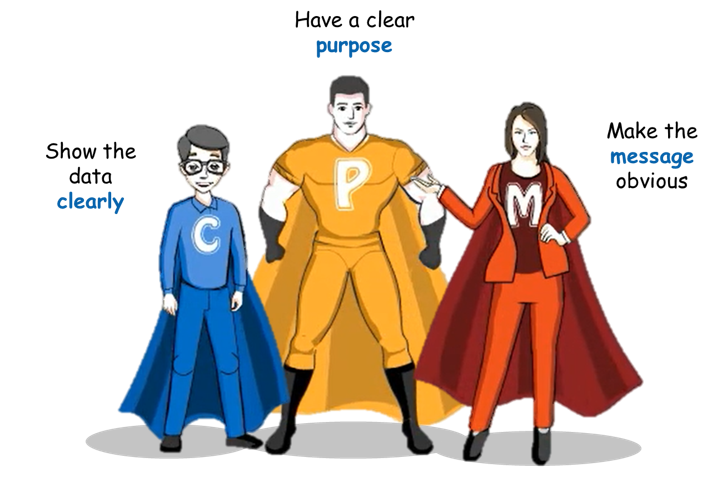 Have a clear
purpose
Show the
data
clearly
Make the
message
obvious
C
P
M